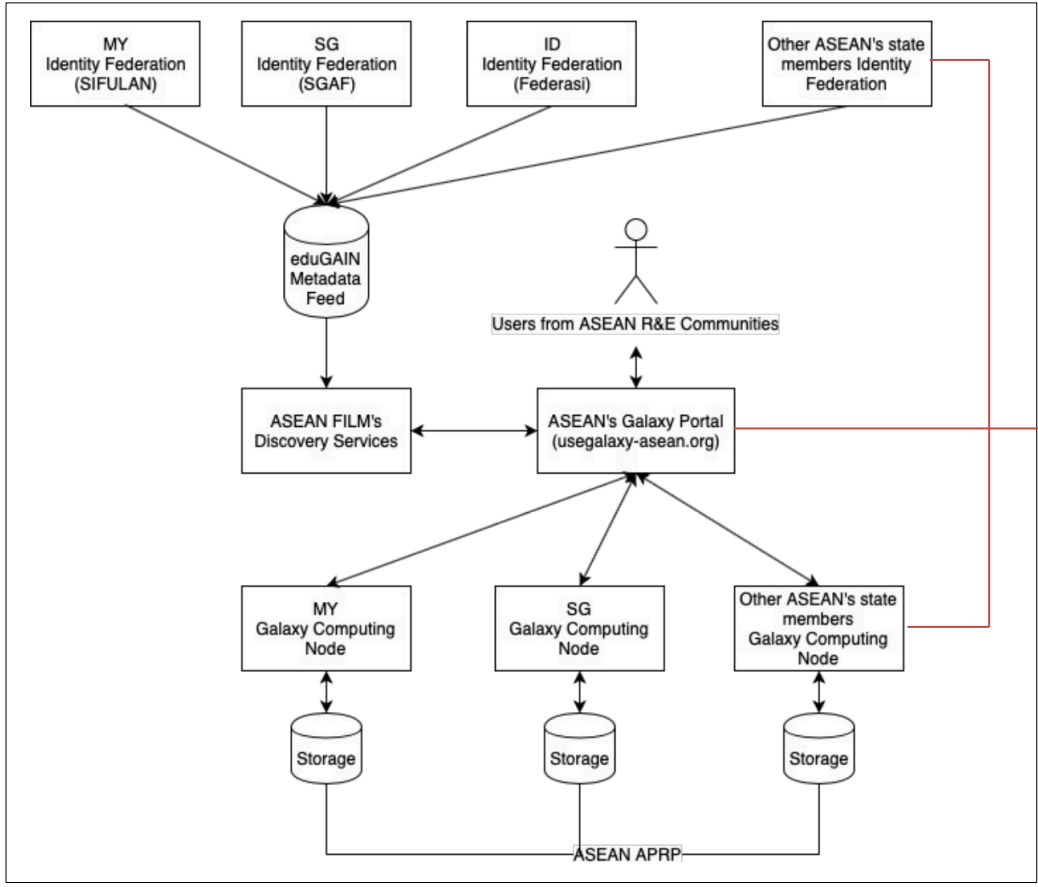 MY
Identity Federation
(SIFULAN)
SG
Identity Federation
(SGAF)
ID
Identity Federation
(Federasi)
Other ASEAN's state
members Identity
Federation
eduGAIN
Metadata
Feed
Users from ASEAN R&E Communities
ASEAN FILM's
Discovery Services
ASEAN's Galaxy Portal
(usegalaxy-asean.org)
MY
Galaxy Computing
Node
SG
Galaxy Computing
Node
Other ASEAN's state
members
Galaxy Computing
Node
Storage
Storage
Storage
ASEAN APRP